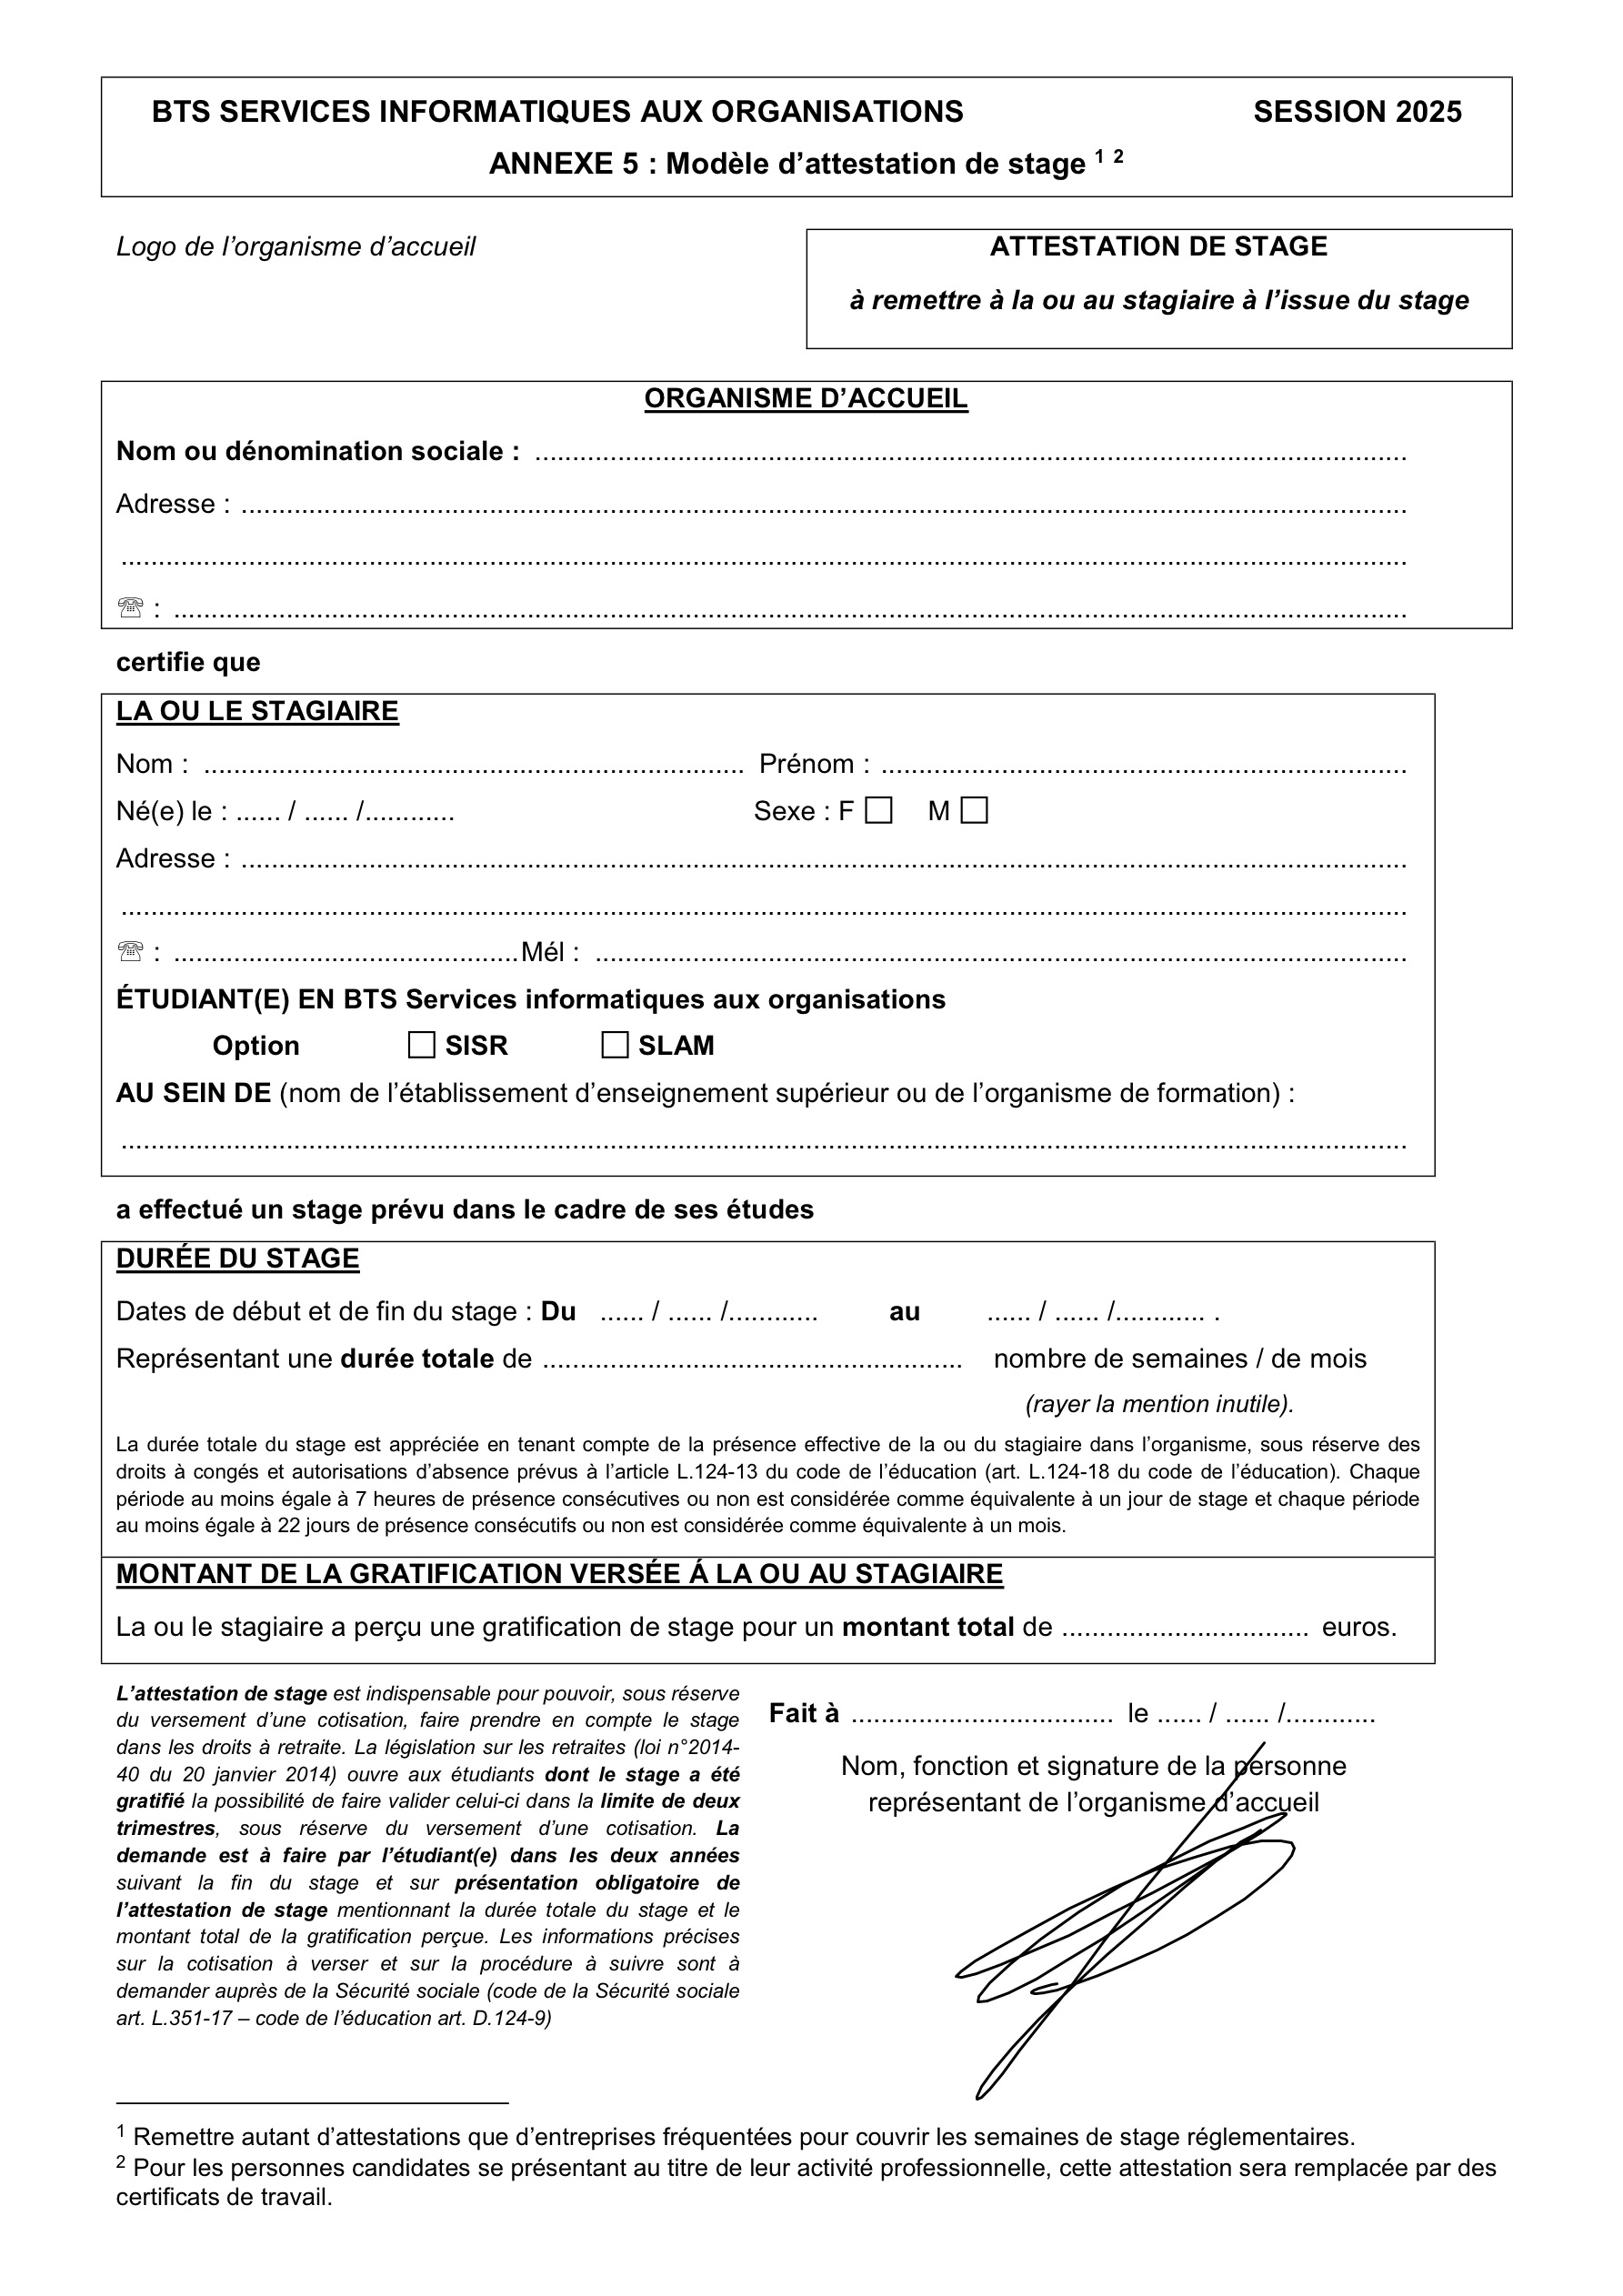 BTS SERVICES INFORMATIQUES AUX ORGANISATIONS SESSION 2025
ANNEXE 5 : Modèle d’attestation de stage 1 2
Logo de l’organisme d’accueil
ATTESTATION DE STAGE
à remettre à la ou au stagiaire à l’issue du stage
ORGANISME D’ACCUEIL
Nom ou dénomination sociale : ....................................................................................................................
Adresse : ...........................................................................................................................................................
...........................................................................................................................................................................
☏ : ....................................................................................................................................................................
certifie que
LA OU LE STAGIAIRE
Nom : ........................................................................ Prénom : ......................................................................
Né(e) le : ...... / ...... /............ Sexe : F ☐ M ☐
Adresse : ...........................................................................................................................................................
...........................................................................................................................................................................
☏ : ..............................................Mél : ............................................................................................................
ÉTUDIANT(E) EN BTS Services informatiques aux organisations
Option ☐ SISR ☐ SLAM
AU SEIN DE (nom de l’établissement d’enseignement supérieur ou de l’organisme de formation) :
...........................................................................................................................................................................
a effectué un stage prévu dans le cadre de ses études
DURÉE DU STAGE
Dates de début et de fin du stage : Du ...... / ...... /............ au ...... / ...... /............ .
Représentant une durée totale de ........................................................ nombre de semaines / de mois
(rayer la mention inutile).
La durée totale du stage est appréciée en tenant compte de la présence effective de la ou du stagiaire dans l’organisme, sous réserve des
droits à congés et autorisations d’absence prévus à l’article L.124-13 du code de l’éducation (art. L.124-18 du code de l’éducation). Chaque
période au moins égale à 7 heures de présence consécutives ou non est considérée comme équivalente à un jour de stage et chaque période
au moins égale à 22 jours de présence consécutifs ou non est considérée comme équivalente à un mois.
MONTANT DE LA GRATIFICATION VERSÉE Á LA OU AU STAGIAIRE
La ou le stagiaire a perçu une gratification de stage pour un montant total de ................................. euros.
L’attestation de stage est indispensable pour pouvoir, sous réserve
du versement d’une cotisation, faire prendre en compte le stage
dans les droits à retraite. La législation sur les retraites (loi n°2014-
40 du 20 janvier 2014) ouvre aux étudiants dont le stage a été
gratifié la possibilité de faire valider celui-ci dans la limite de deux
trimestres, sous réserve du versement d’une cotisation. La
demande est à faire par l’étudiant(e) dans les deux années
suivant la fin du stage et sur présentation obligatoire de
l’attestation de stage mentionnant la durée totale du stage et le
montant total de la gratification perçue. Les informations précises
sur la cotisation à verser et sur la procédure à suivre sont à
demander auprès de la Sécurité sociale (code de la Sécurité sociale
art. L.351-17 – code de l’éducation art. D.124-9)
Fait à ................................... le ...... / ...... /............
Nom, fonction et signature de la personne
représentant de l’organisme d’accueil
1 Remettre autant d’attestations que d’entreprises fréquentées pour couvrir les semaines de stage réglementaires.
2 Pour les personnes candidates se présentant au titre de leur activité professionnelle, cette attestation sera remplacée par des
certificats de travail.